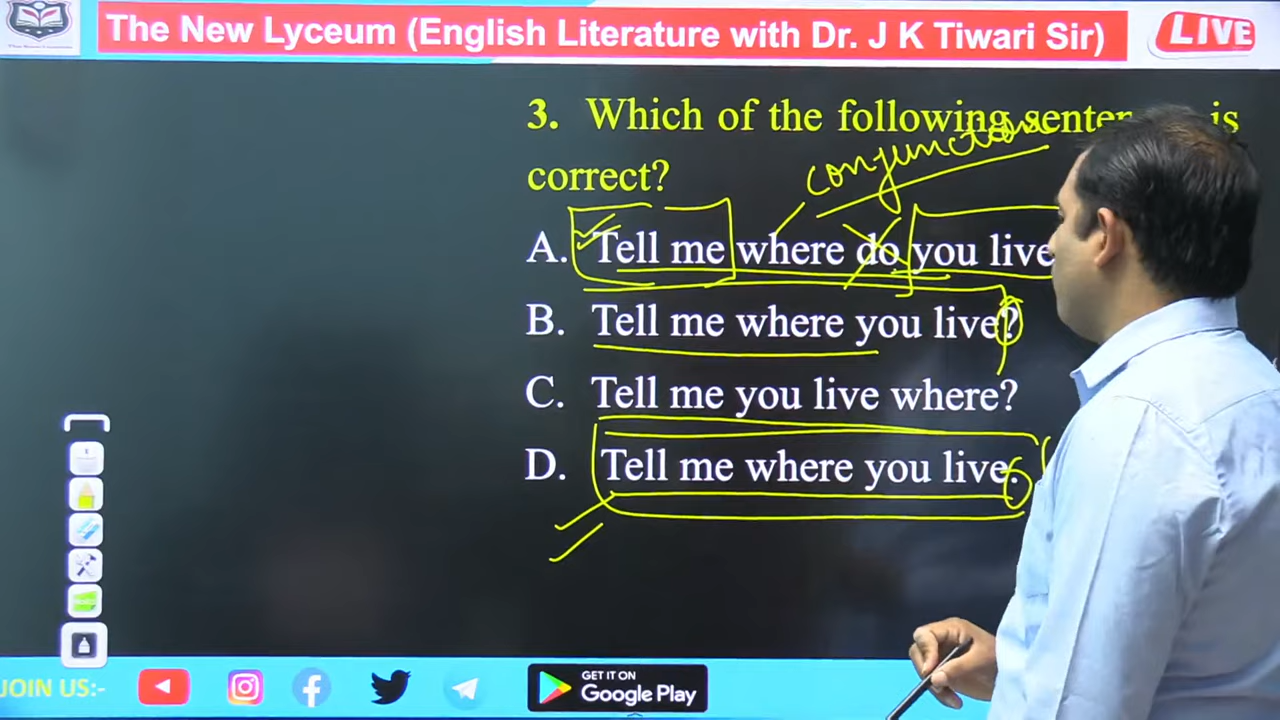 The New Lyceum (English Literature with Dr. J K Tiwari Sir)
LIVE
3. Which of the following is
conjunction
correct?
A. Tell me where do you live
B. Tell me where you live?
C. Tell me you live where?
D. Tell me where you live.
JOIN US:-
GET IT ON
Google Play